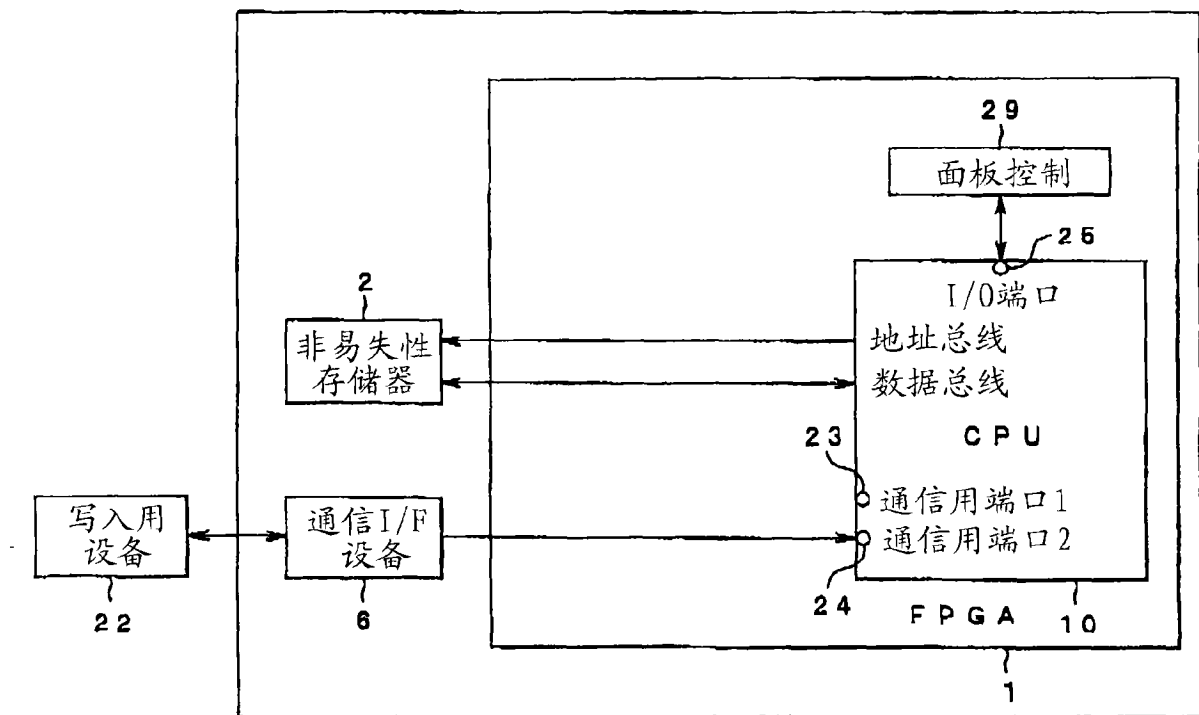 29
面板控制
25
I/O端口
2
非易失性
存储器
地址总线
数据总线
CPU
23
通信用端口1
写入用
设备
通信I/F
设备
通信用端口2
22
6
24
FPGA
10
1